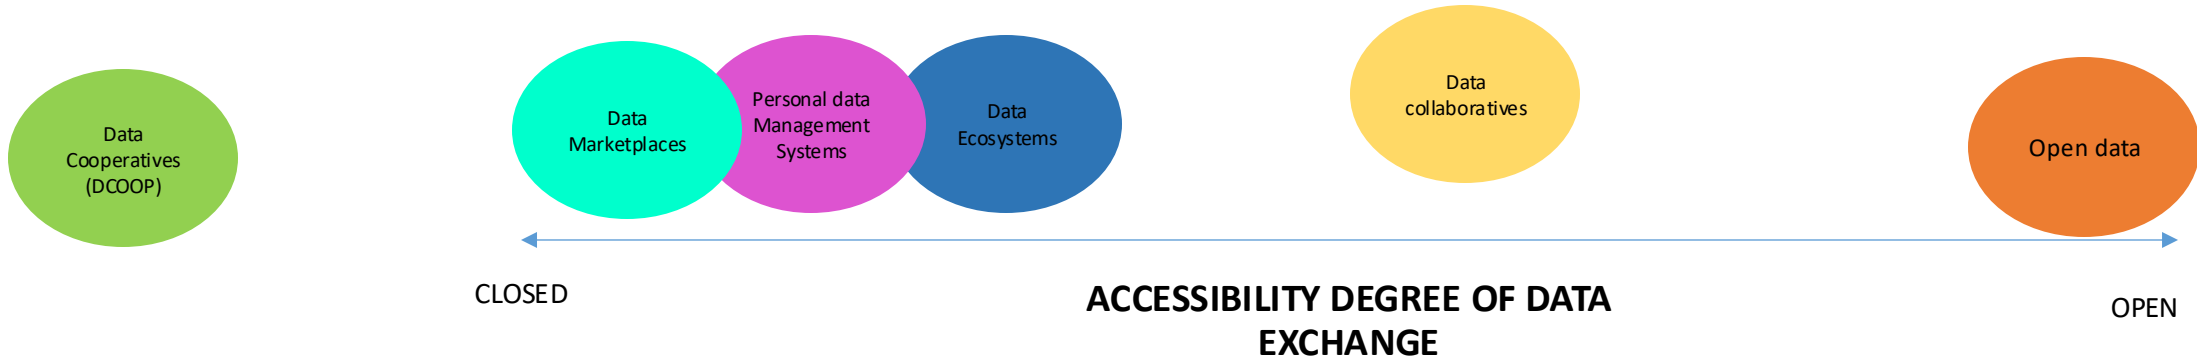 Data
Cooperatives
(DCOOP)
Data
Marketplaces
Personal data
Management
Systems
Data
Ecosystems
Data
collaboratives
Open data
CLOSED
ACCESSIBILITY DEGREE OF DATA
EXCHANGE
OPEN